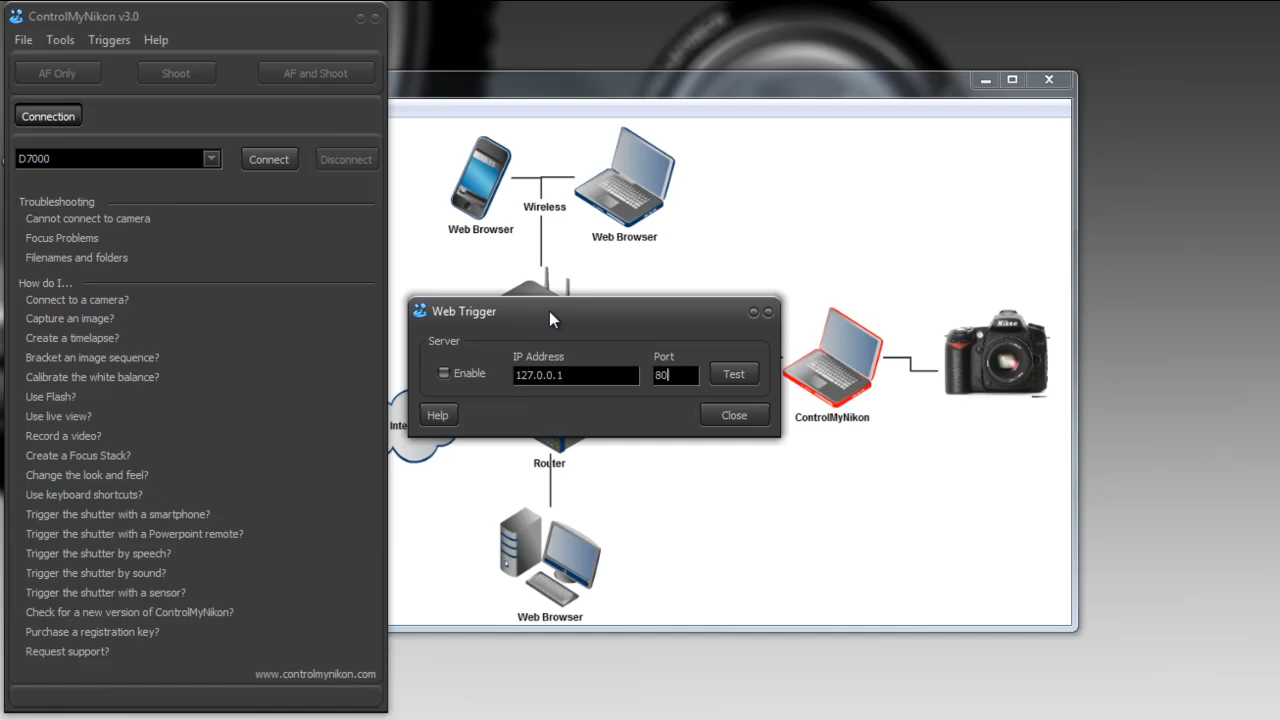 ControlMyNikon v3.0
File Tools Triggers Help
AF Only Shoot AF and Shoot
Connection
D7000 Connect Disconnect
Troubleshooting
Cannot connect to camera
Focus Problems
Filenames and folders
How do I...
Connect to a camera?
Capture an image?
Create a timelapse?
Bracket an image sequence?
Calibrate the white balance?
Use Flash?
Use live view?
Record a video?
Create a Focus Stack?
Change the look and feel?
Use keyboard shortcuts?
Trigger the shutter with a smartphone?
Trigger the shutter with a Powerpoint remote?
Trigger the shutter by speech?
Trigger the shutter by sound?
Trigger the shutter with a sensor?
Check for a new version of ControlMyNikon?
Purchase a registration key?
Request support?
www.controlmynikon.com
Wireless
Web Browser
Web Browser
Web Trigger
Server
IP Address Port
Enable 127.0.0.1 80 Test
Help Close
Nikon
ControlMyNikon
Router
Web Browser